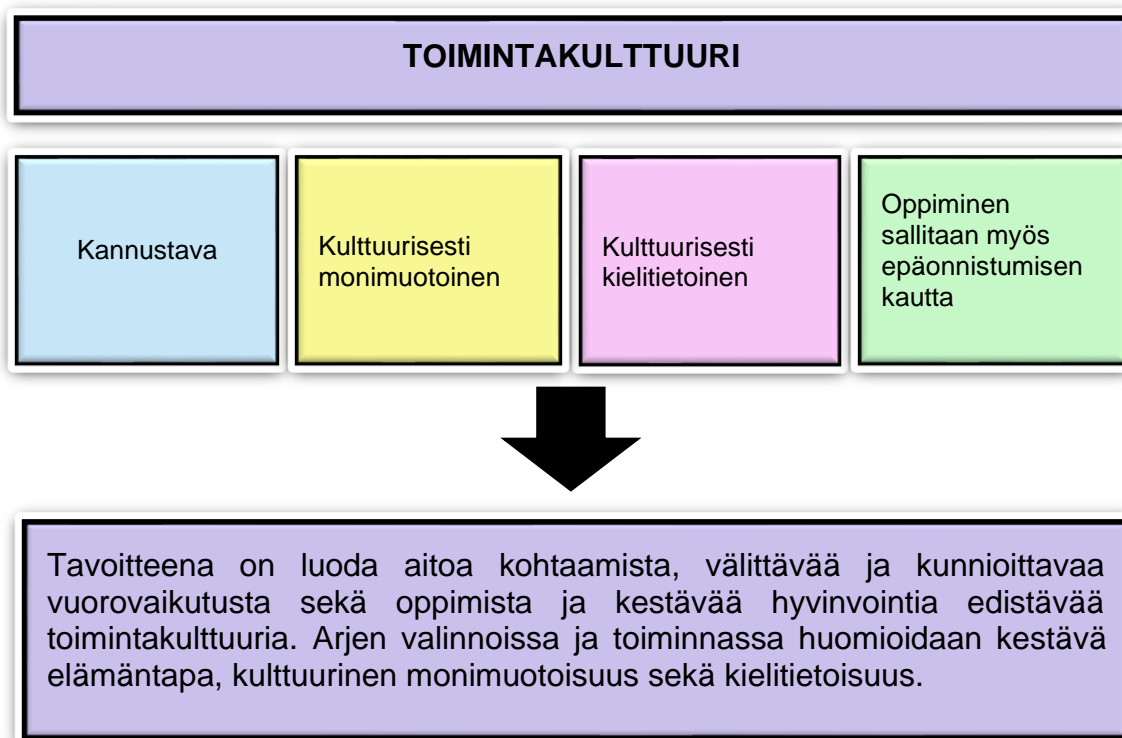 TOIMINTAKULTTUURI
Kannustava
Kulttuurisesti
monimuotoinen
Kulttuurisesti
kielitietoinen
Oppiminen
sallitaan myös
epäonnistumisen
kautta
Tavoitteena on luoda aitoa kohtaamista, välittävää ja kunnioittavaa
vuorovaikutusta sekä oppimista ja kestävää hyvinvointia edistävää
toimintakulttuuria. Arjen valinnoissa ja toiminnassa huomioidaan kestävä
elämäntapa, kulttuurinen monimuotoisuus sekä kielitietoisuus.